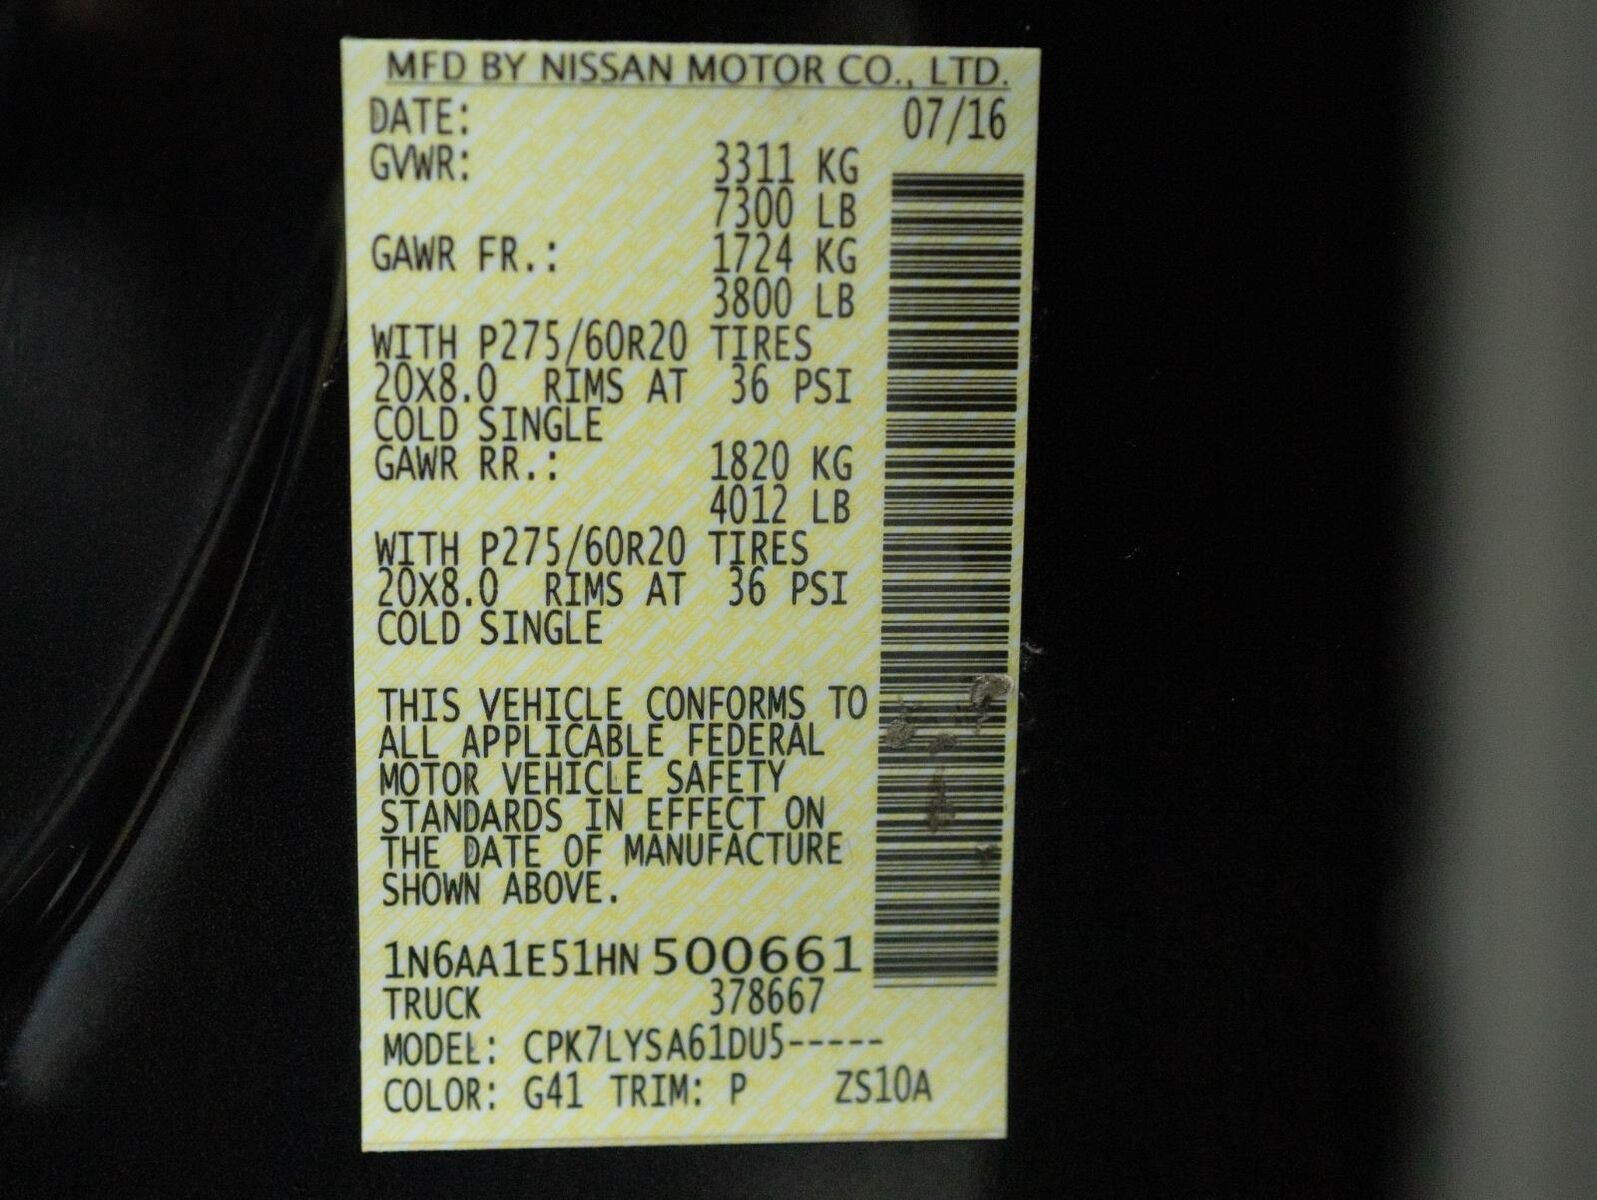 MFD BY NISSAN MOTOR CO., LTD.
DATE: 07/16
GVWR: 3311 KG
7300 LB
GAWR FR.: 1724 KG
3800 LB
WITH P275/60R20 TIRES
20X8.0 RIMS AT 36 PSI
COLD SINGLE
GAWR RR.: 1820 KG
4012 LB
WITH P275/60R20 TIRES
20X8.0 RIMS AT 36 PSI
COLD SINGLE
THIS VEHICLE CONFORMS TO
ALL APPLICABLE FEDERAL
MOTOR VEHICLE SAFETY
STANDARDS IN EFFECT ON
THE DATE OF MANUFACTURE
SHOWN ABOVE.
1N6AA1E51HN500661
TRUCK 378667
MODEL: CPK7LYSA61DU5-----
COLOR: G41 TRIM: P ZS10A